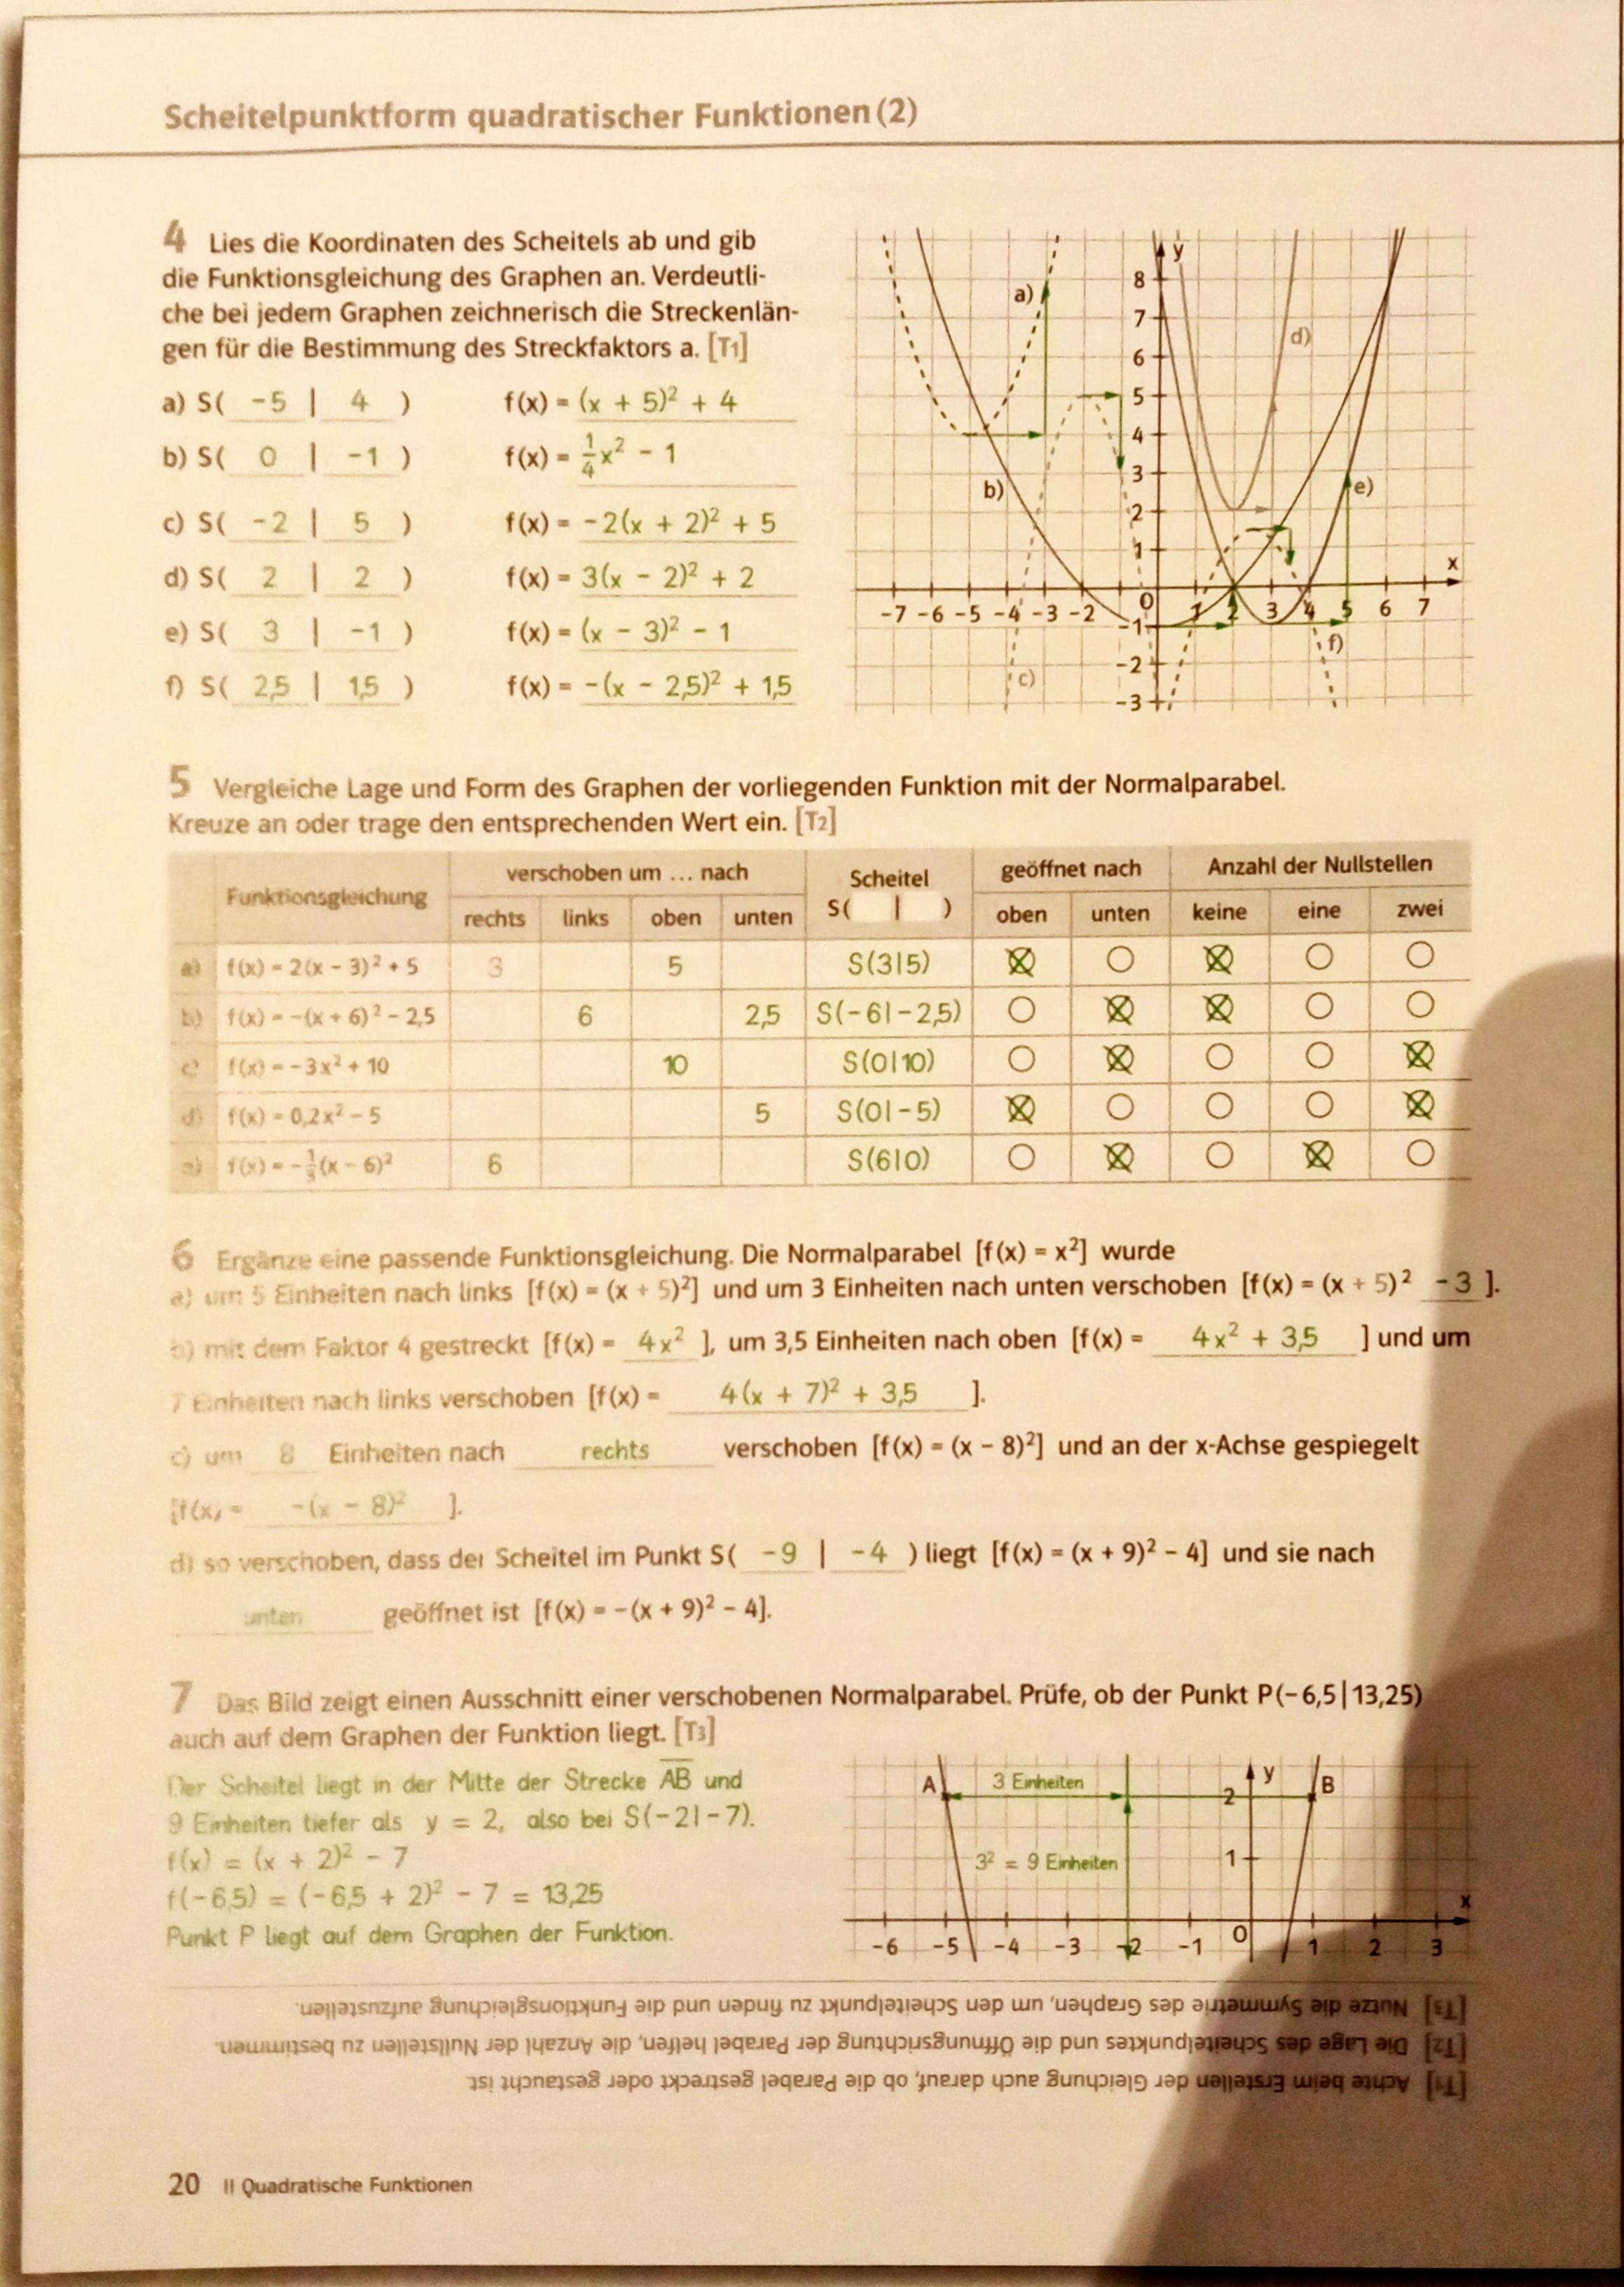 Scheitelpunktform quadratischer Funktionen (2)
4 Lies die Koordinaten des Scheitels ab und gib
die Funktionsgleichung des Graphen an. Verdeutli-
che bei jedem Graphen zeichnerisch die Streckenlän-
gen für die Bestimmung des Streckfaktors a. [T1]
a) S( -5 | 4 ) f(x) = (x + 5)² + 4
b) S( 0 | -1 ) f(x) = 1/4 x² - 1
c) S( -2 | 5 ) f(x) = -2(x + 2)² + 5
d) S( 2 | 2 ) f(x) = 3(x - 2)² + 2
e) S( 3 | -1 ) f(x) = (x - 3)² - 1
f) S( 2,5 | 1,5 ) f(x) = -(x - 2,5)² + 1,5
y
8
a)
7
d)
6
5
4
3
b)
e)
2
1
x
-7 -6 -5 -4 -3 -2 0 1 2 3 4 5 6 7
-1
f)
-2
c)
-3
5 Vergleiche Lage und Form des Graphen der vorliegenden Funktion mit der Normalparabel.
Kreuze an oder trage den entsprechenden Wert ein. [T2]
Funktionsgleichung verschoben um ... nach Scheitel S( | ) geöffnet nach Anzahl der Nullstellen
rechts links oben unten oben unten keine eine zwei
a) f(x) = 2(x - 3)² + 5 3 5 S(3|5)
b) f(x) = -(x + 6)² - 2,5 6 2,5 S(-6|-2,5)
c) f(x) = -3x² + 10 10 S(0|10)
d) f(x) = 0,2x² - 5 5 S(0|-5)
e) f(x) = -1/3(x - 6)² 6 S(6|0)
6 Ergänze eine passende Funktionsgleichung. Die Normalparabel [f(x) = x²] wurde
a) um 5 Einheiten nach links [f(x) = (x + 5)²] und um 3 Einheiten nach unten verschoben [f(x) = (x + 5)² - 3 ].
b) mit dem Faktor 4 gestreckt [f(x) = 4x² ], um 3,5 Einheiten nach oben [f(x) = 4x² + 3,5 ] und um
7 Einheiten nach links verschoben [f(x) = 4(x + 7)² + 3,5 ].
c) um 8 Einheiten nach rechts verschoben [f(x) = (x - 8)²] und an der x-Achse gespiegelt
[f(x) = -(x - 8)² ].
d) so verschoben, dass der Scheitel im Punkt S( -9 | -4 ) liegt [f(x) = (x + 9)² - 4] und sie nach
unten geöffnet ist [f(x) = -(x + 9)² - 4].
7 Das Bild zeigt einen Ausschnitt einer verschobenen Normalparabel. Prüfe, ob der Punkt P(-6,5|13,25)
auch auf dem Graphen der Funktion liegt. [T3]
Der Scheitel liegt in der Mitte der Strecke AB und
9 Einheiten tiefer als y = 2, also bei S(-2|-7).
f(x) = (x + 2)² - 7
f(-6,5) = (-6,5 + 2)² - 7 = 13,25
Punkt P liegt auf dem Graphen der Funktion.
A 3 Einheiten y B
2
3² = 9 Einheiten 1
x
-6 -5 -4 -3 -2 -1 0 1 2 3
[T3] Nutze die Symmetrie des Graphen, um den Scheitelpunkt zu finden und die Funktionsgleichung aufzustellen.
[T2] Die Lage des Scheitelpunktes und die Öffnungsrichtung der Parabel helfen, die Anzahl der Nullstellen zu bestimmen.
[T1] Achte beim Erstellen der Gleichung auch darauf, ob die Parabel gestreckt oder gestaucht ist.
20 II Quadratische Funktionen